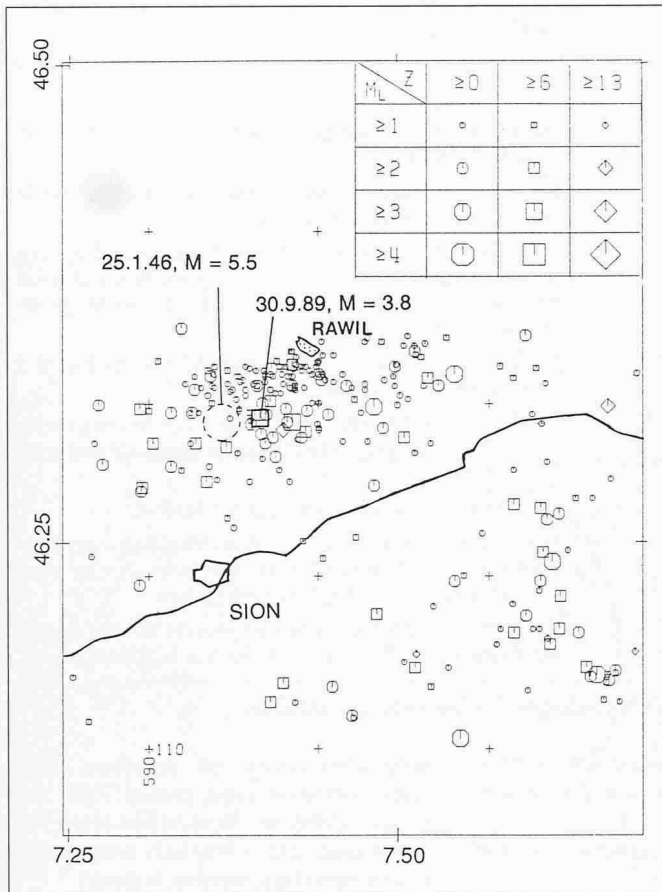 46.50
M_L Z ≥0 ≥6 ≥13
≥1
≥2
≥3
≥4
25.1.46, M = 5.5
30.9.89, M = 3.8
RAWIL
46.25
SION
590 110
7.25 7.50